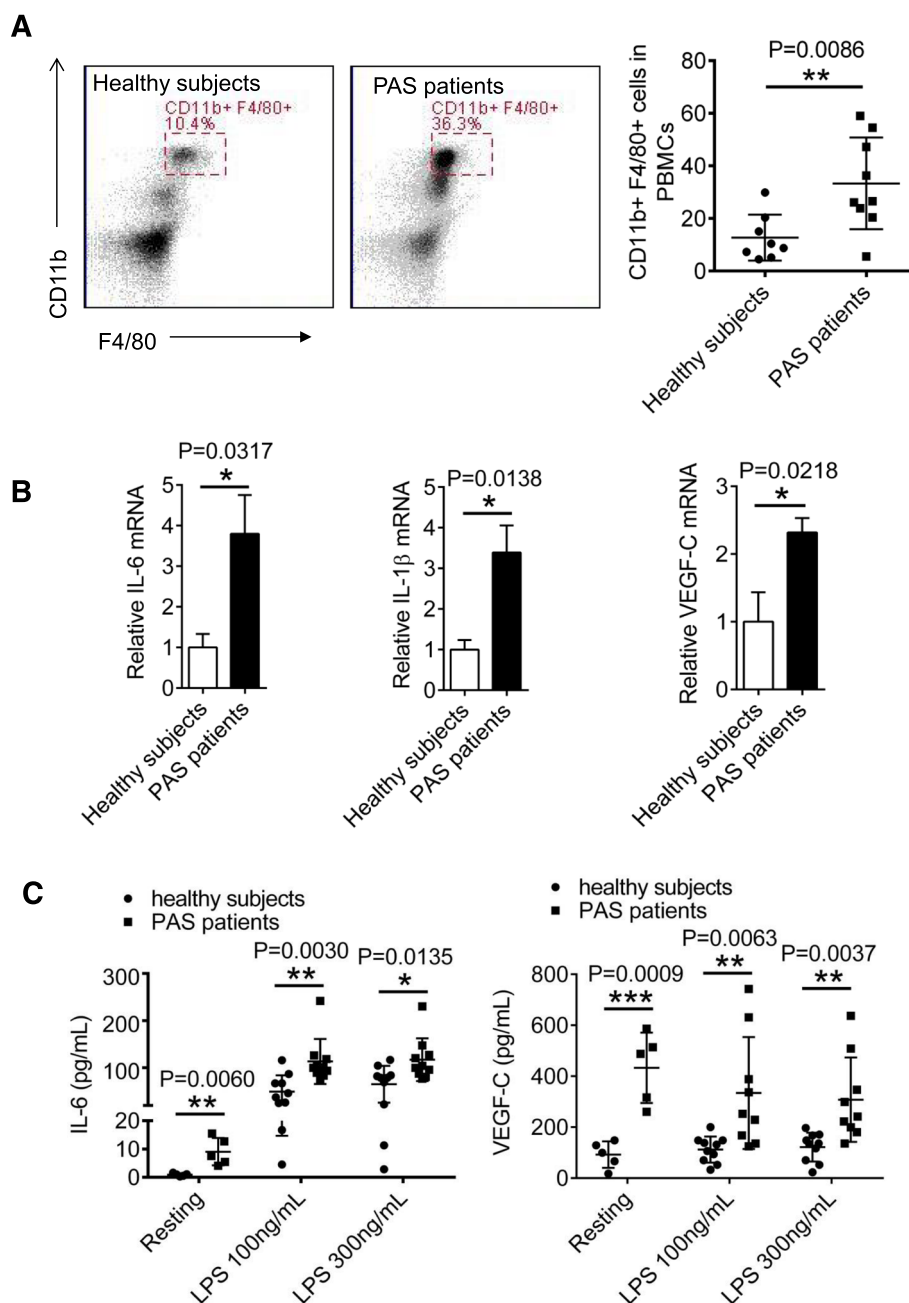 A
Healthy subjects
CD11b+ F4/80+
10.4%
PAS patients
CD11b+ F4/80+
36.3%
CD11b
F4/80
P=0.0086
**
80
60
40
20
0
CD11b+ F4/80+ cells in
PBMCs
Healthy subjects
PAS patients
B
P=0.0317
*
5
4
3
2
1
0
Relative IL-6 mRNA
Healthy subjects
PAS patients
P=0.0138
*
5
4
3
2
1
0
Relative IL-1β mRNA
Healthy subjects
PAS patients
P=0.0218
*
3
2
1
0
Relative VEGF-C mRNA
Healthy subjects
PAS patients
C
healthy subjects
PAS patients
P=0.0030
**
P=0.0135
*
P=0.0060
**
300
200
100
20
10
0
IL-6 (pg/mL)
Resting
LPS 100ng/mL
LPS 300ng/mL
healthy subjects
PAS patients
P=0.0063
**
P=0.0037
**
P=0.0009
***
800
600
400
200
0
VEGF-C (pg/mL)
Resting
LPS 100ng/mL
LPS 300ng/mL